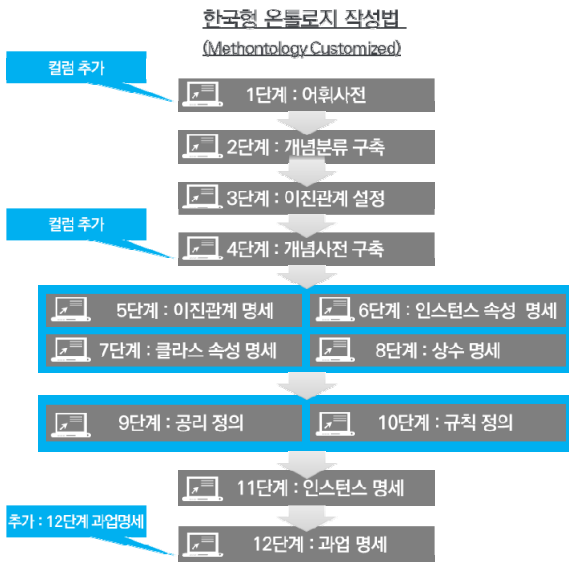 한국형 온톨로지 작성법
(Methontology Customized)
컬럼 추가
1단계 : 어휘사전
2단계 : 개념분류 구축
3단계 : 이진관계 설정
컬럼 추가
4단계 : 개념사전 구축
5단계 : 이진관계 명세
6단계 : 인스턴스 속성 명세
7단계 : 클라스 속성 명세
8단계 : 상수 명세
9단계 : 공리 정의
10단계 : 규칙 정의
11단계 : 인스턴스 명세
추가 : 12단계 과업명세
12단계 : 과업 명세